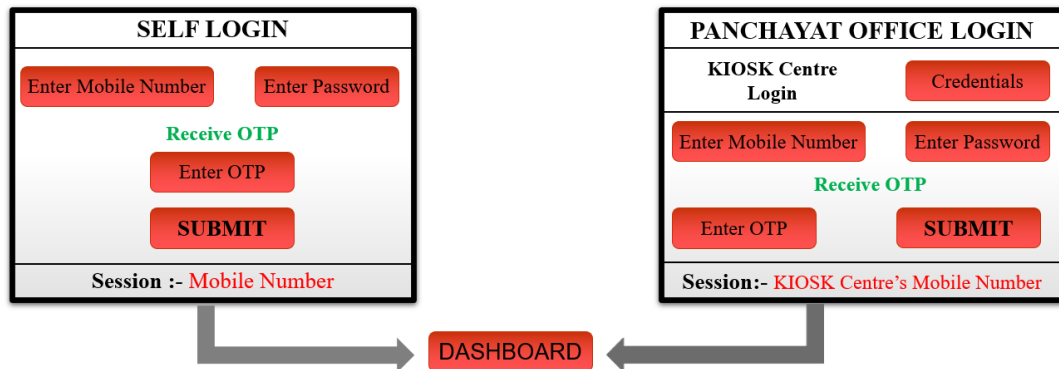 SELF LOGIN
Enter Mobile Number
Enter Password
Receive OTP
Enter OTP
SUBMIT
Session :- Mobile Number
PANCHAYAT OFFICE LOGIN
KIOSK Centre
Login
Credentials
Enter Mobile Number
Enter Password
Receive OTP
Enter OTP
SUBMIT
Session:- KIOSK Centre’s Mobile Number
DASHBOARD